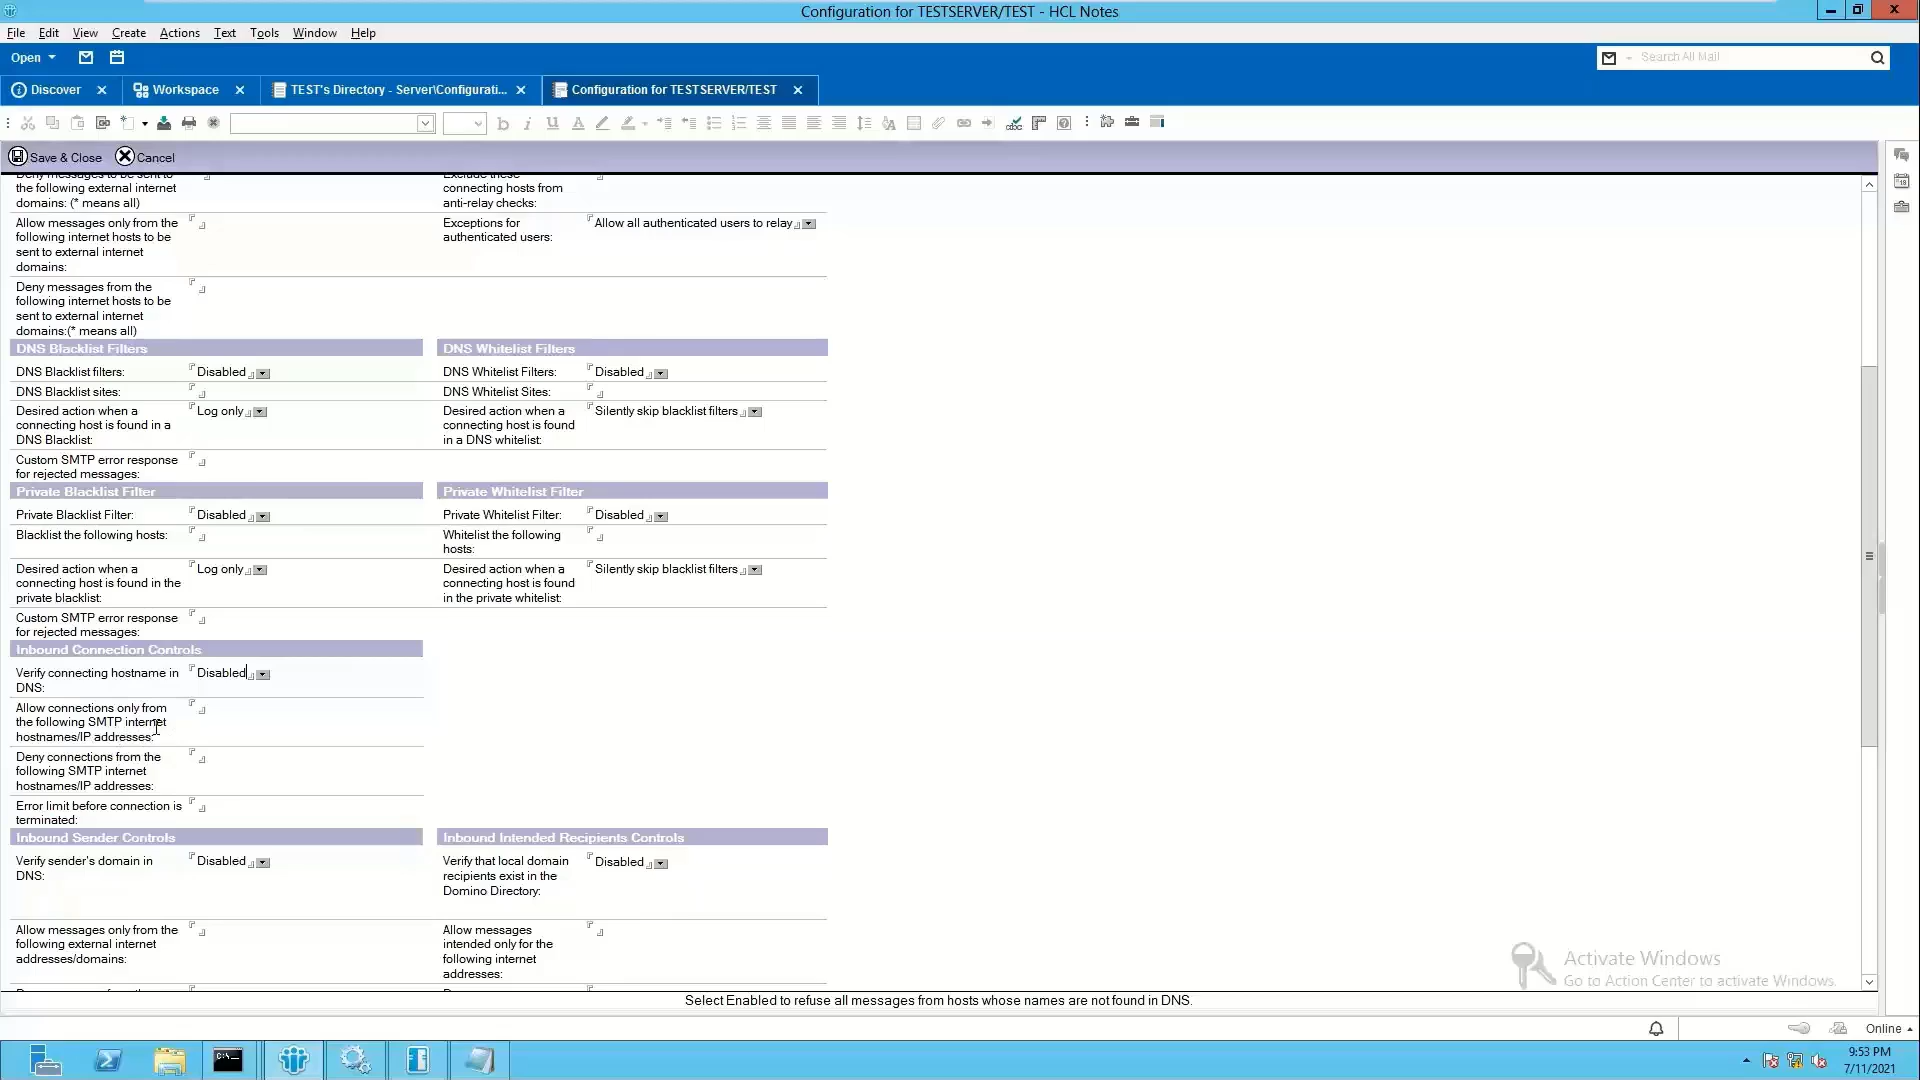 Configuration for TESTSERVER/TEST - HCL Notes
File Edit View Create Actions Text Tools Window Help
Open
Search All Mail
Discover
Workspace
TEST's Directory - Server\Configurati...
Configuration for TESTSERVER/TEST
Save & Close
Cancel
Deny messages to be sent to
the following external internet
domains: (* means all)
Exclude these
connecting hosts from
anti-relay checks:
Allow messages only from the
following internet hosts to be
sent to external internet
domains:
Exceptions for
authenticated users:
Allow all authenticated users to relay
Deny messages from the
following internet hosts to be
sent to external internet
domains:(* means all)
DNS Blacklist Filters
DNS Whitelist Filters
DNS Blacklist filters:
Disabled
DNS Whitelist Filters:
Disabled
DNS Blacklist sites:
DNS Whitelist Sites:
Desired action when a
connecting host is found in a
DNS Blacklist:
Log only
Desired action when a
connecting host is found
in a DNS whitelist:
Silently skip blacklist filters
Custom SMTP error response
for rejected messages:
Private Blacklist Filter
Private Whitelist Filter
Private Blacklist Filter:
Disabled
Private Whitelist Filter:
Disabled
Blacklist the following hosts:
Whitelist the following
hosts:
Desired action when a
connecting host is found in the
private blacklist:
Log only
Desired action when a
connecting host is found
in the private whitelist:
Silently skip blacklist filters
Custom SMTP error response
for rejected messages:
Inbound Connection Controls
Verify connecting hostname in
DNS:
Disabled
Allow connections only from
the following SMTP internet
hostnames/IP addresses:
Deny connections from the
following SMTP internet
hostnames/IP addresses:
Error limit before connection is
terminated:
Inbound Sender Controls
Inbound Intended Recipients Controls
Verify sender's domain in
DNS:
Disabled
Verify that local domain
recipients exist in the
Domino Directory:
Disabled
Allow messages only from the
following external internet
addresses/domains:
Allow messages
intended only for the
following internet
addresses:
Activate Windows
Go to Action Center to activate Windows.
Select Enabled to refuse all messages from hosts whose names are not found in DNS.
Online
9:53 PM
7/11/2021